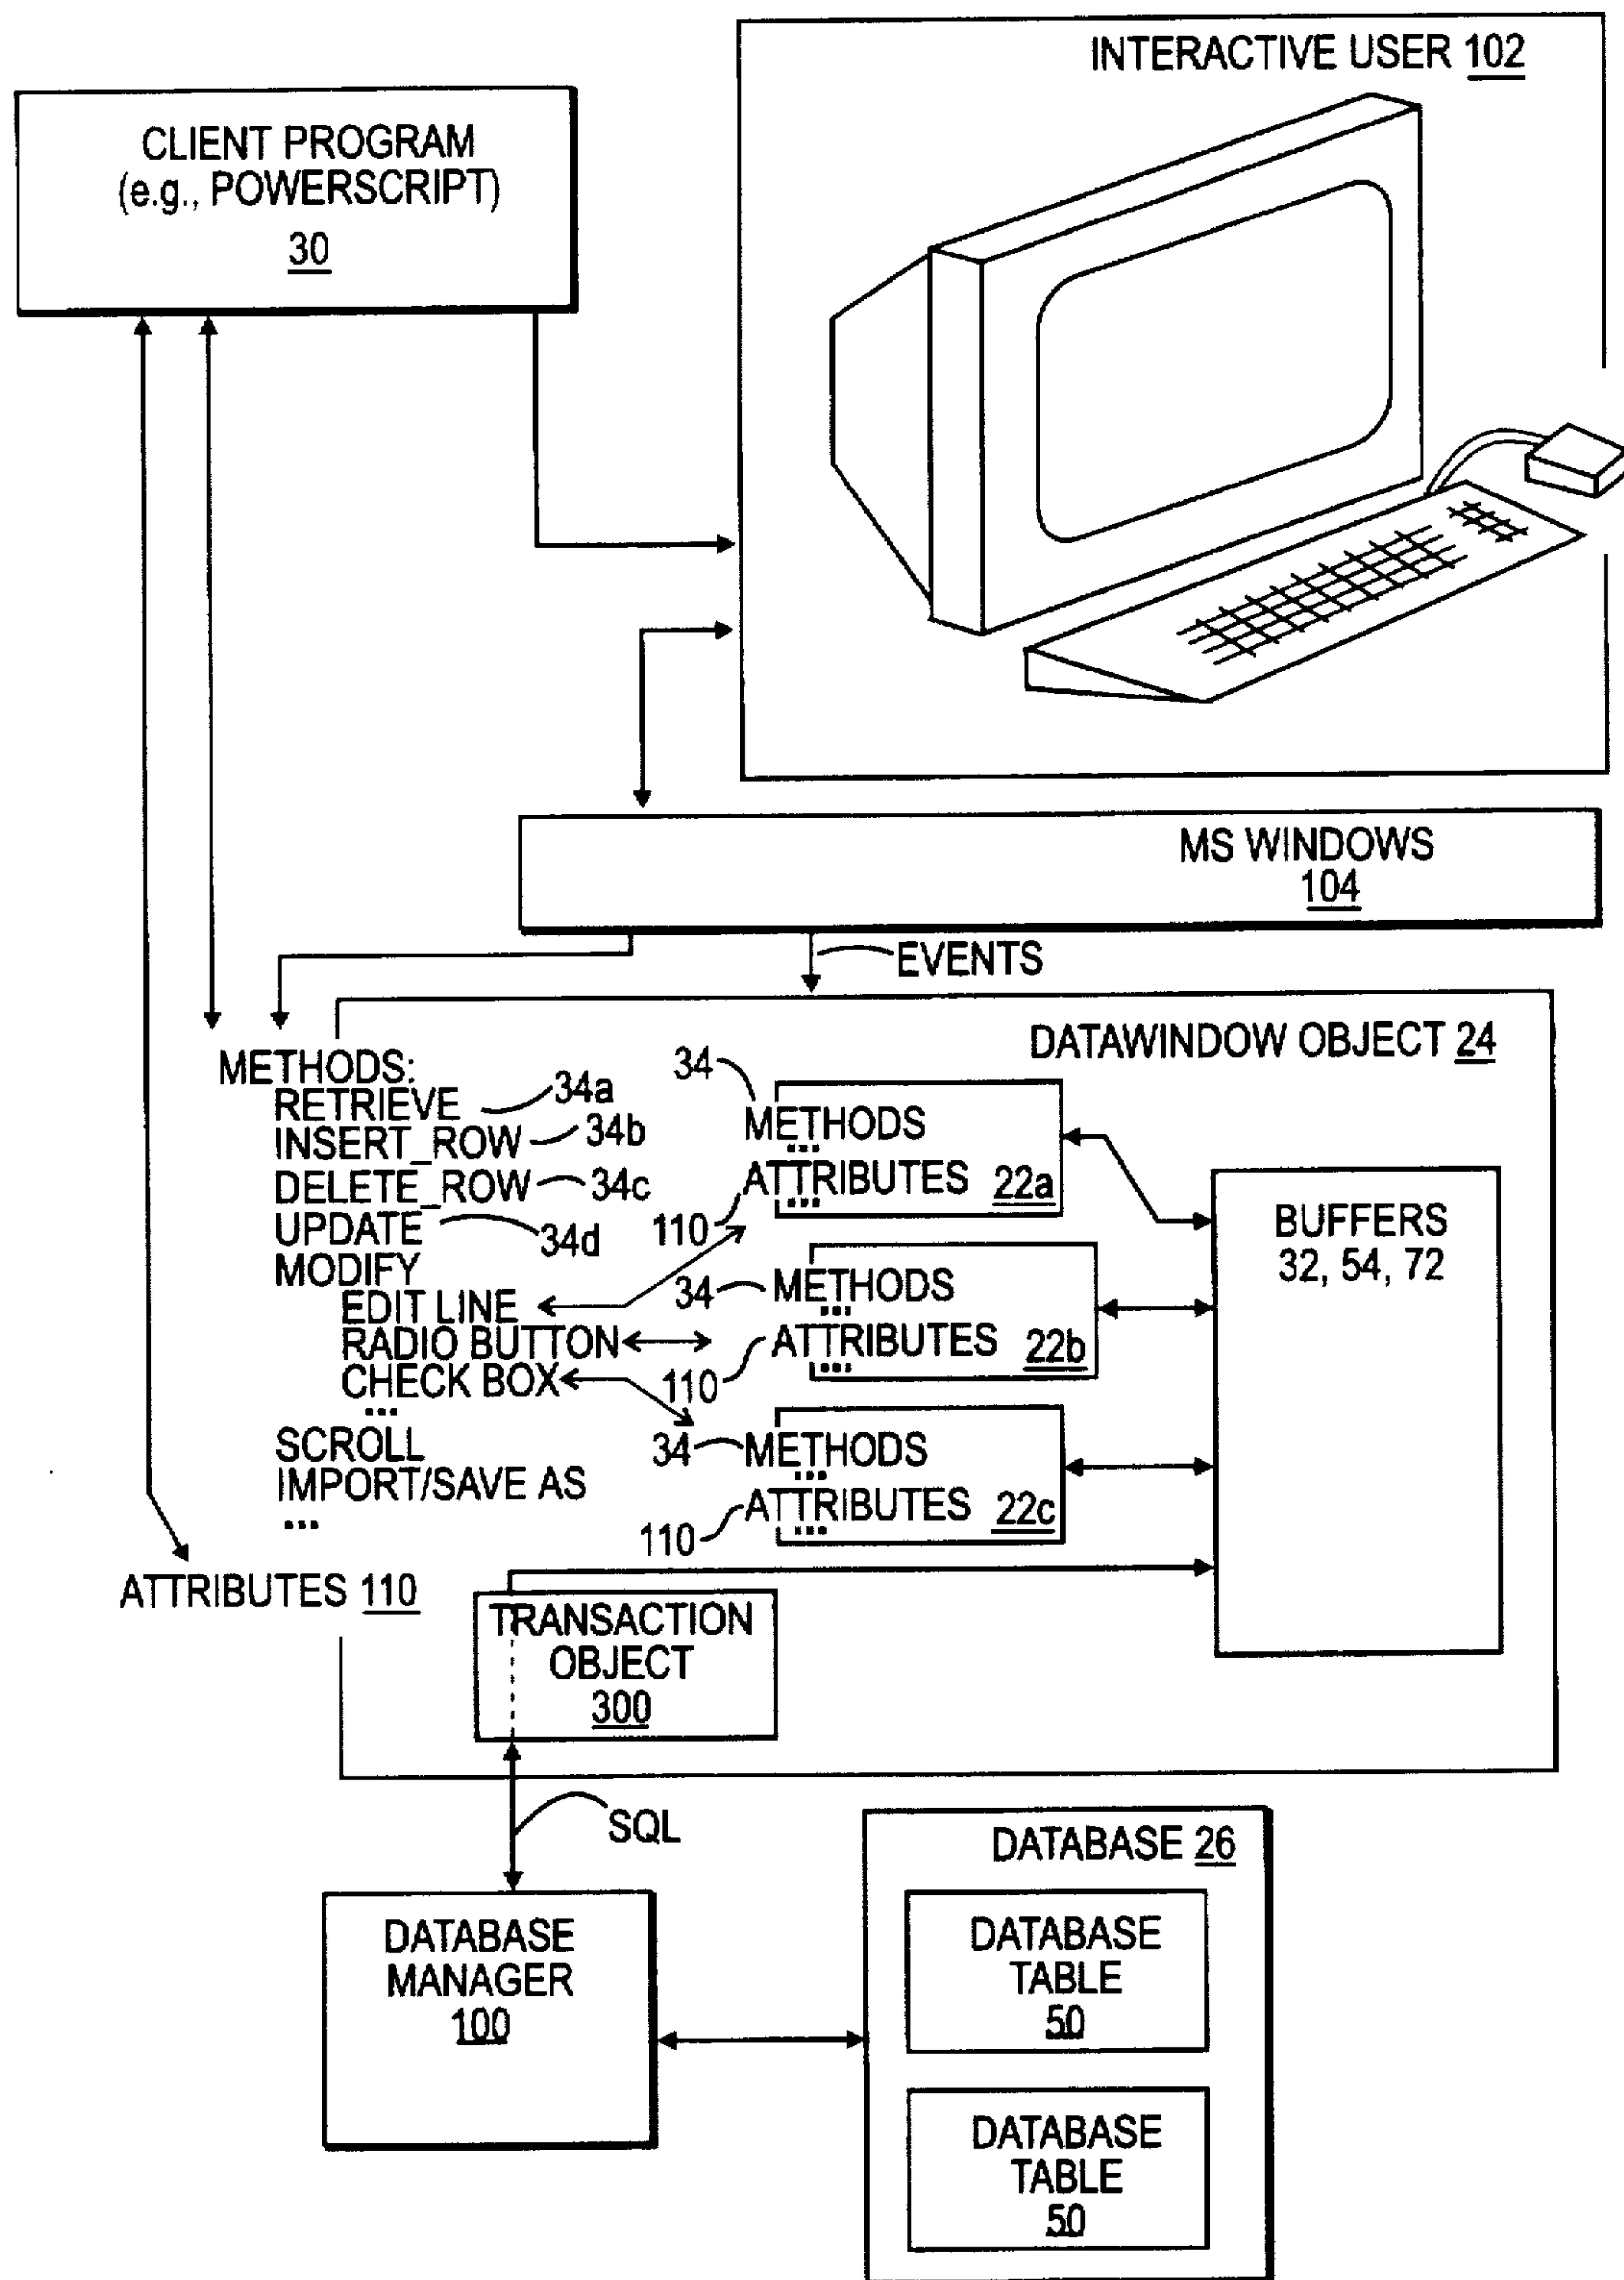 INTERACTIVE USER 102
CLIENT PROGRAM
(e.g., POWERSCRIPT)
30
MS WINDOWS
104
EVENTS
DATAWINDOW OBJECT 24
METHODS:
RETRIEVE 34a
INSERT_ROW 34b
DELETE_ROW 34c
UPDATE 34d
MODIFY
EDIT LINE
RADIO BUTTON
CHECK BOX
...
SCROLL
IMPORT/SAVE AS
...
ATTRIBUTES 110
34
METHODS
...
ATTRIBUTES 22a
...
110
34
METHODS
...
ATTRIBUTES 22b
...
110
34
METHODS
...
ATTRIBUTES 22c
...
110
BUFFERS
32, 54, 72
TRANSACTION
OBJECT
300
SQL
DATABASE
MANAGER
100
DATABASE 26
DATABASE
TABLE
50
DATABASE
TABLE
50